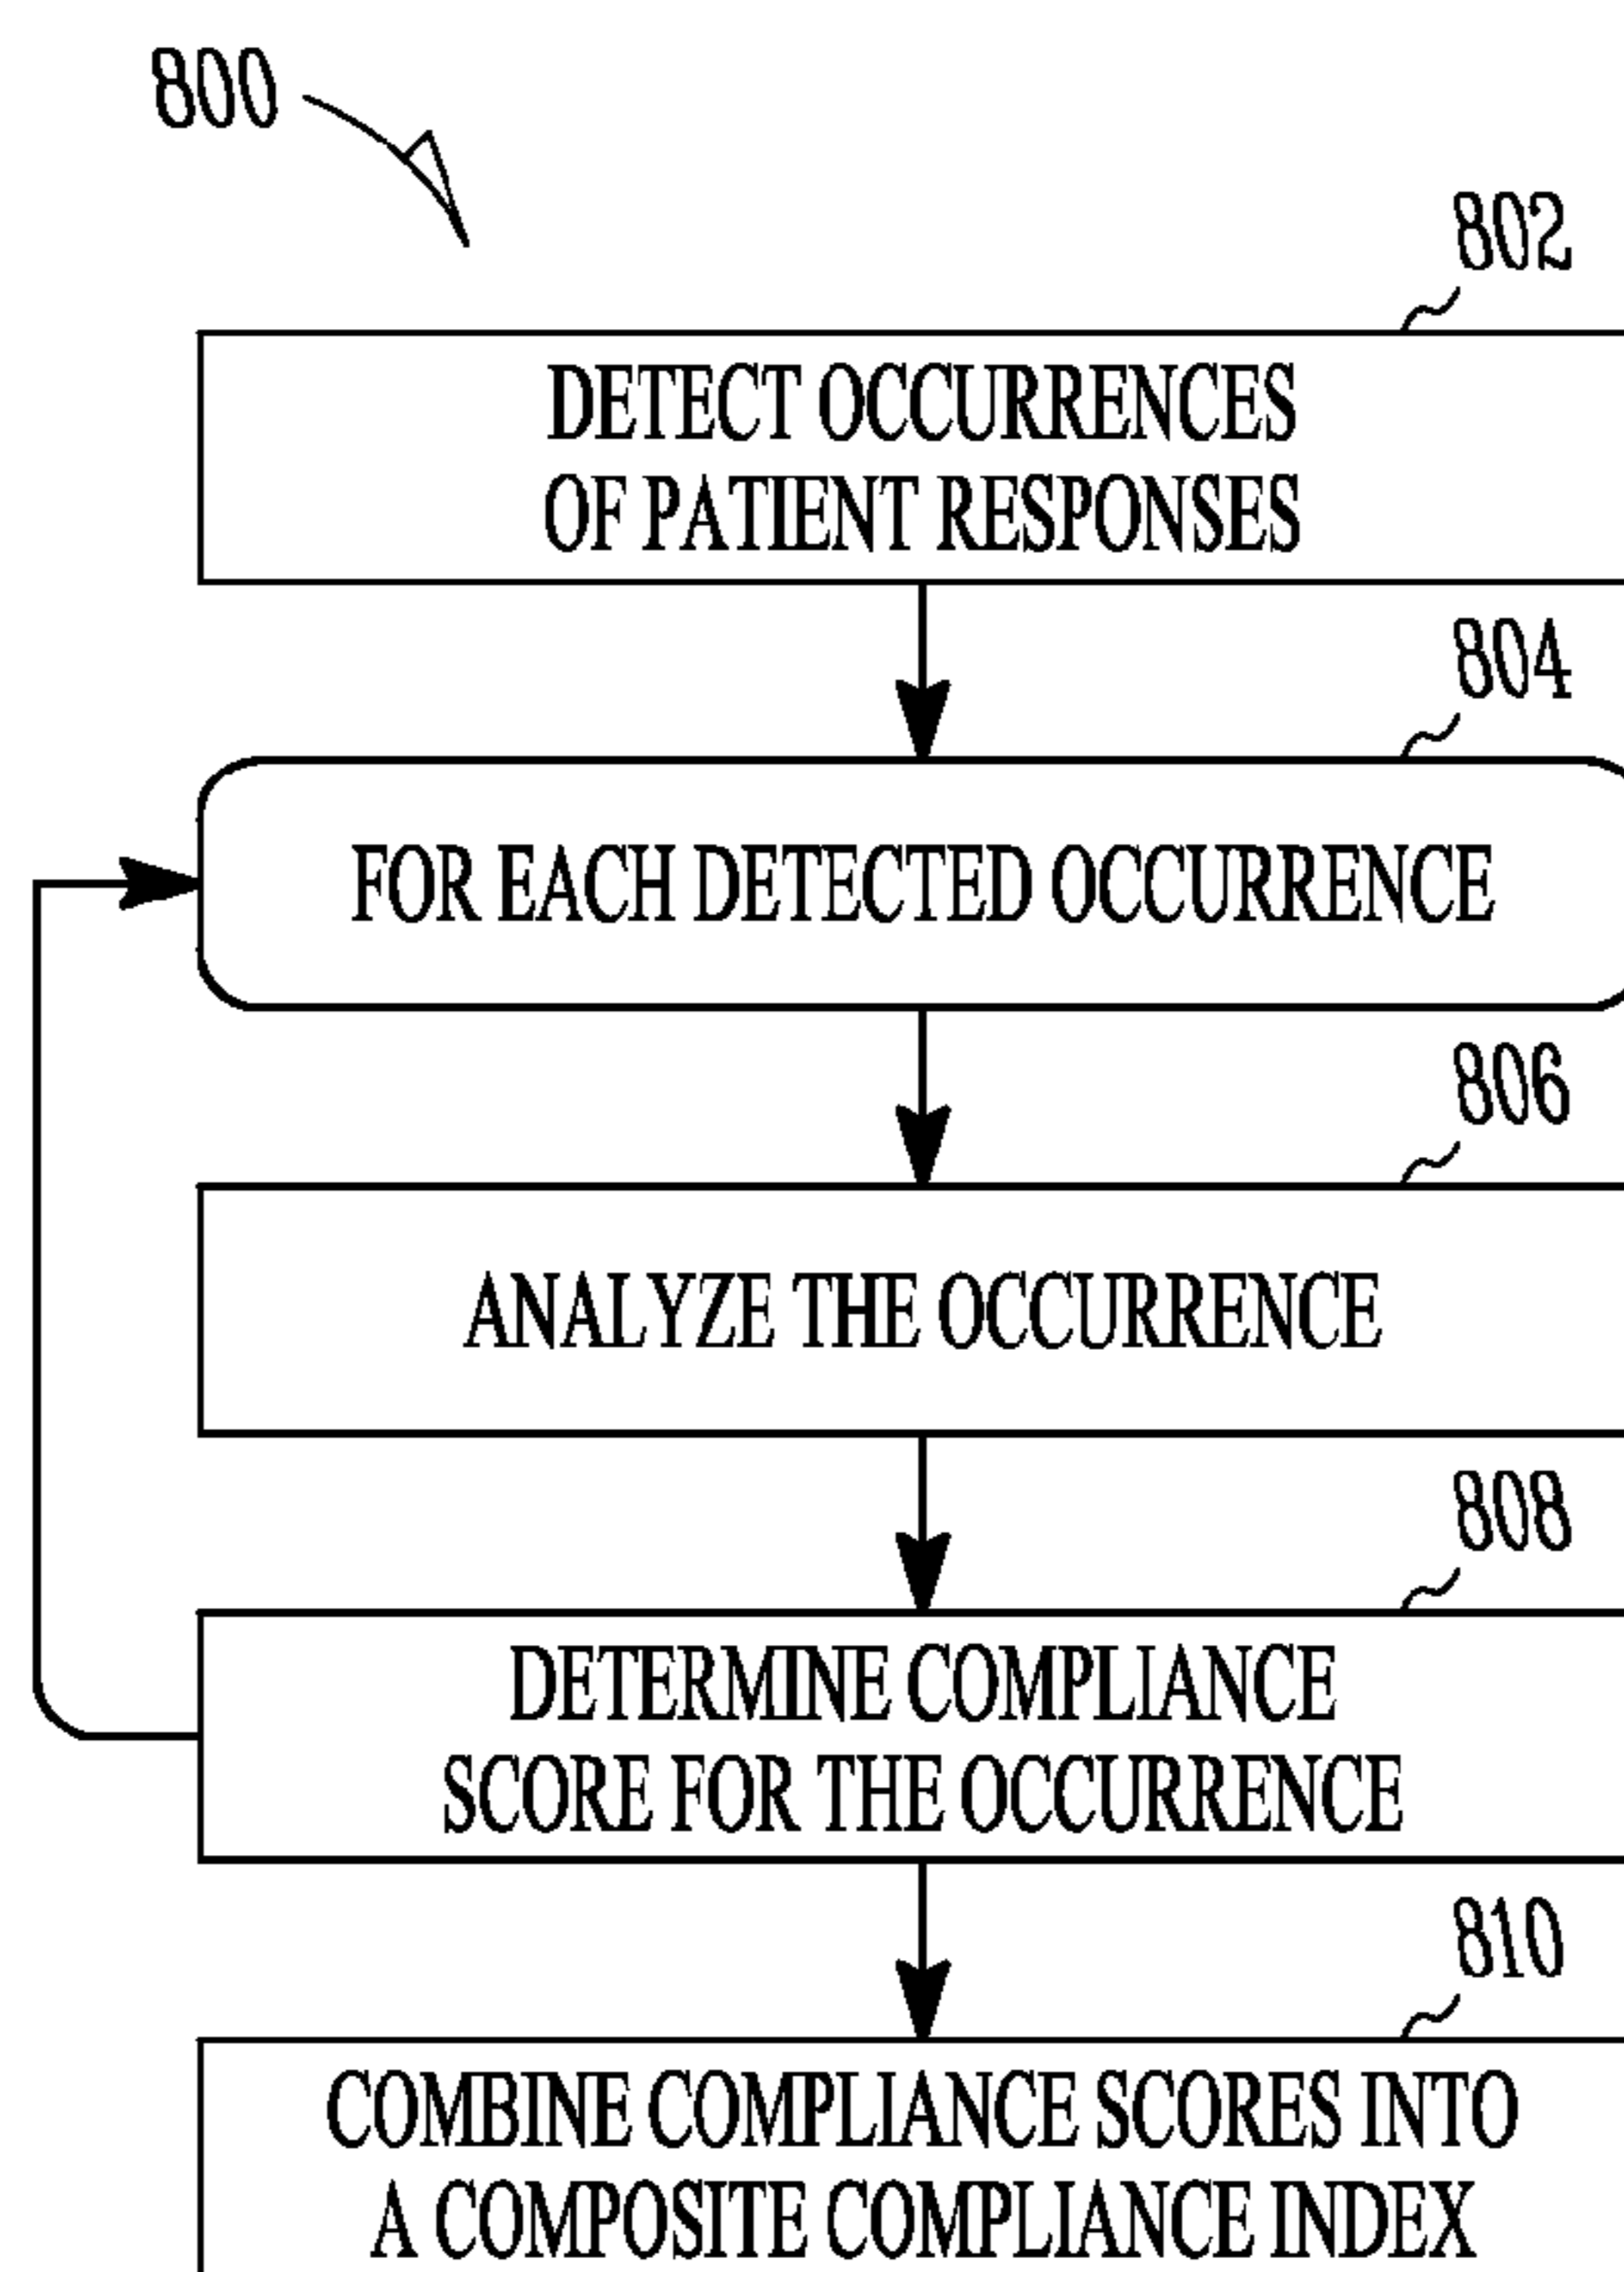 800
802
DETECT OCCURRENCES
OF PATIENT RESPONSES
804
FOR EACH DETECTED OCCURRENCE
806
ANALYZE THE OCCURRENCE
808
DETERMINE COMPLIANCE
SCORE FOR THE OCCURRENCE
810
COMBINE COMPLIANCE SCORES INTO
A COMPOSITE COMPLIANCE INDEX